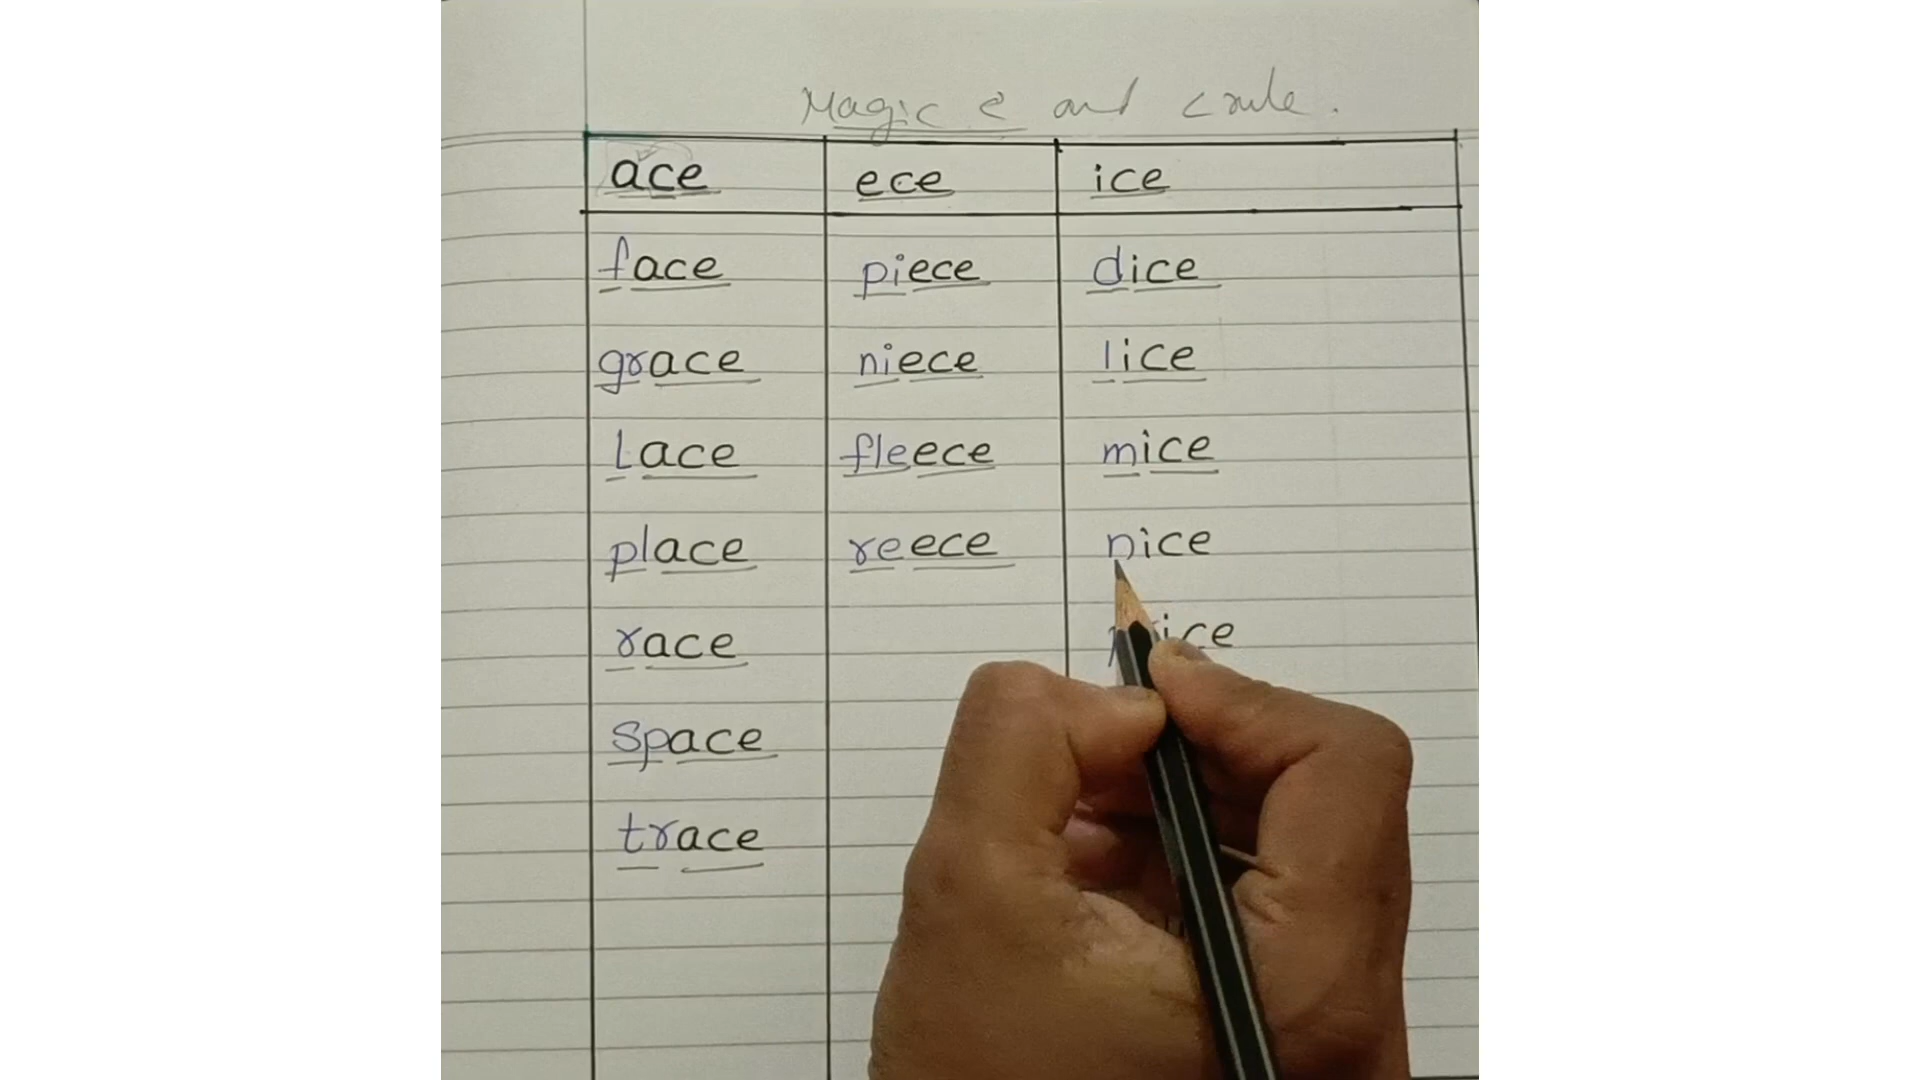 Magic e and c rule.
ace ece ice
face piece dice
grace niece lice
Lace fleece mice
place reece nice
race
space
trace